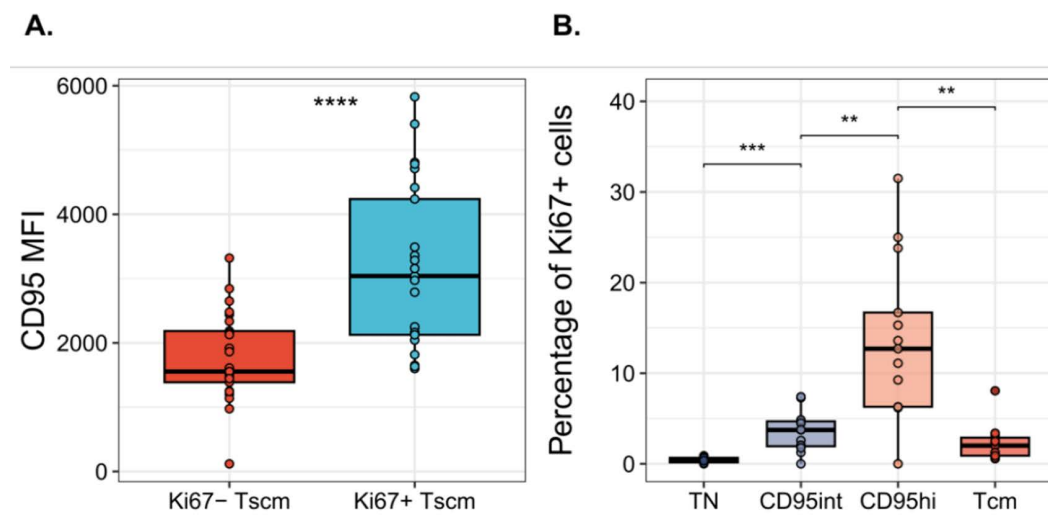 A.
B.
CD95 MFI
6000
4000
2000
0
****
Ki67− Tscm
Ki67+ Tscm
Percentage of Ki67+ cells
40
30
20
10
0
***
**
**
TN
CD95int
CD95hi
Tcm